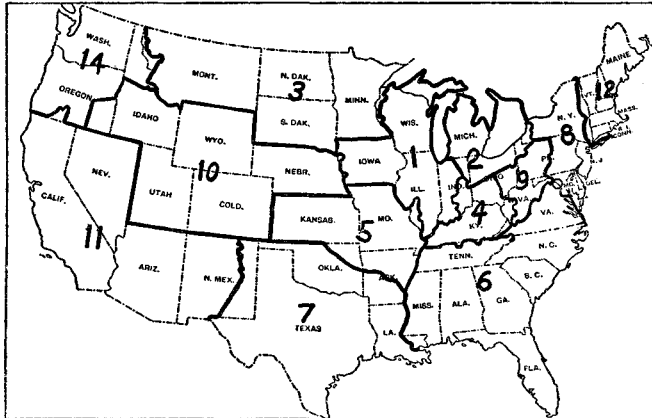 WASH.
14
OREGON
MONT.
IDAHO
N. DAK.
3
S. DAK.
MINN.
WIS.
1
MICH.
2
MAINE
VT.
12
N. Y.
MASS.
CONN.
8
N.J
DEL.
WYO.
10
NEBR.
IOWA
ILL.
IND.
9
NEV.
UTAH
COLD.
KANSAS.
5
MO.
4
KY.
VA.
CALIF.
11
ARIZ.
N. MEX.
OKLA.
ARK.
TENN.
N. C.
6
S. C.
7
TEXAS
LA.
MISS.
ALA.
GA.
FLA.